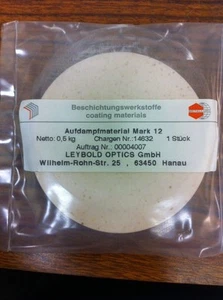 Beschichtungswerkstoffe
coating materials
Aufdampfmaterial Mark 12
Netto: 0,5 kg Chargen Nr.:14632 1 Stück
Auftrag Nr.: 00004007
LEYBOLD OPTICS GmbH
Wilhelm-Rohn-Str. 25 , 63450 Hanau